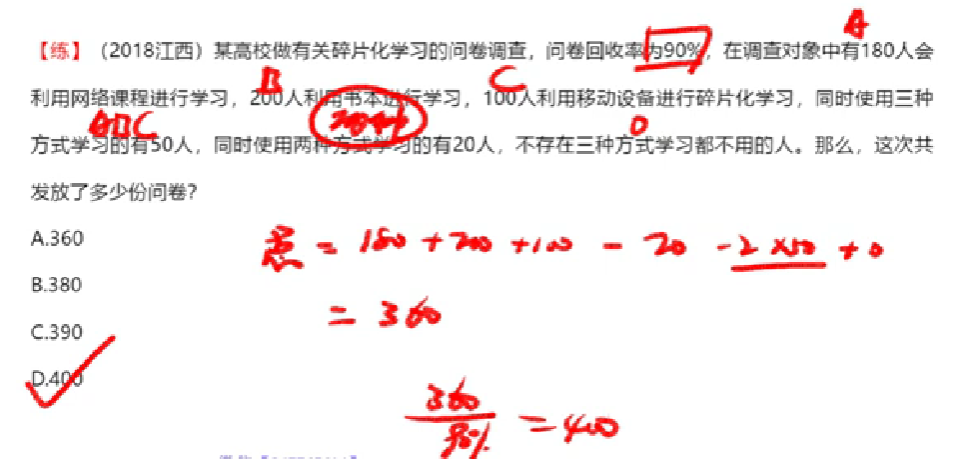 A
【练】（2018江西）某高校做有关碎片化学习的问卷调查，问卷回收率为90%，在调查对象中有180人会
B C
利用网络课程进行学习，200人利用书本进行学习，100人利用移动设备进行碎片化学习，同时使用三种
ABC 0
方式学习的有50人，同时使用两种方式学习的有20人，不存在三种方式学习都不用的人。那么，这次共
发放了多少份问卷？
A.360
总 = 180 + 200 + 100 - 20 - 2×50 + 0
B.380
= 360
C.390
D.400
360
90%
= 400